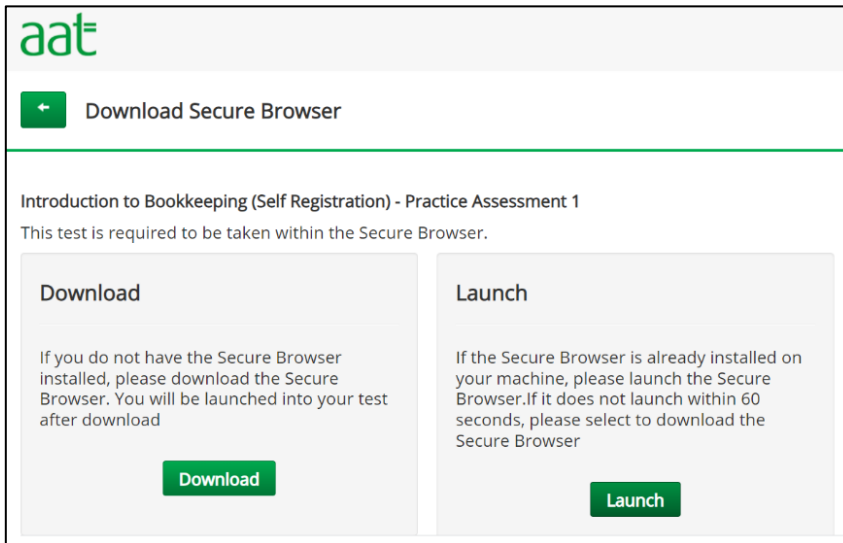 aat
Download Secure Browser
Introduction to Bookkeeping (Self Registration) - Practice Assessment 1
This test is required to be taken within the Secure Browser.
Download
If you do not have the Secure Browser
installed, please download the Secure
Browser. You will be launched into your test
after download
Download
Launch
If the Secure Browser is already installed on
your machine, please launch the Secure
Browser.If it does not launch within 60
seconds, please select to download the
Secure Browser
Launch